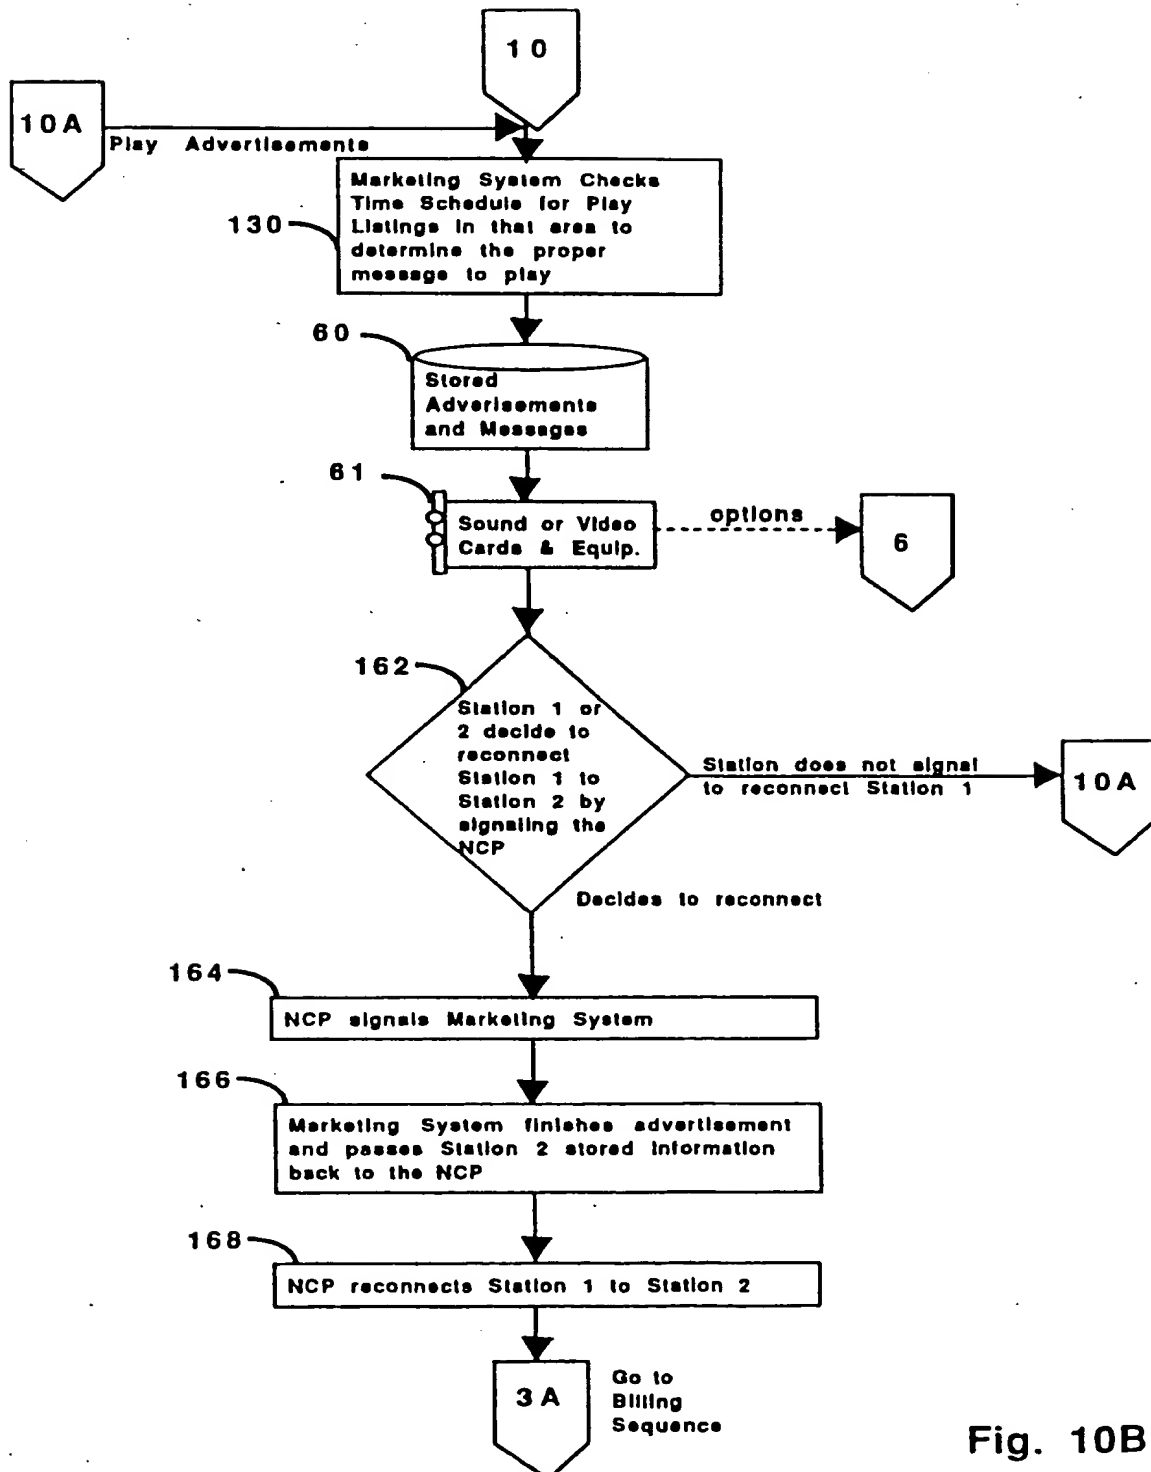 10
10A
Play Advertisements
130
Marketing System Checks
Time Schedule for Play
Listings in that area to
determine the proper
message to play
60
Stored
Adverisements
and Messages
61
Sound or Video
Cards & Equip.
options
6
162
Station 1 or
2 decide to
reconnect
Station 1 to
Station 2 by
signaling the
NCP
Station does not signal
to reconnect Station 1
10A
Decides to reconnect
164
NCP signals Marketing System
166
Marketing System finishes advertisement
and passes Station 2 stored information
back to the NCP
168
NCP reconnects Station 1 to Station 2
3A
Go to
Billing
Sequence
Fig. 10B